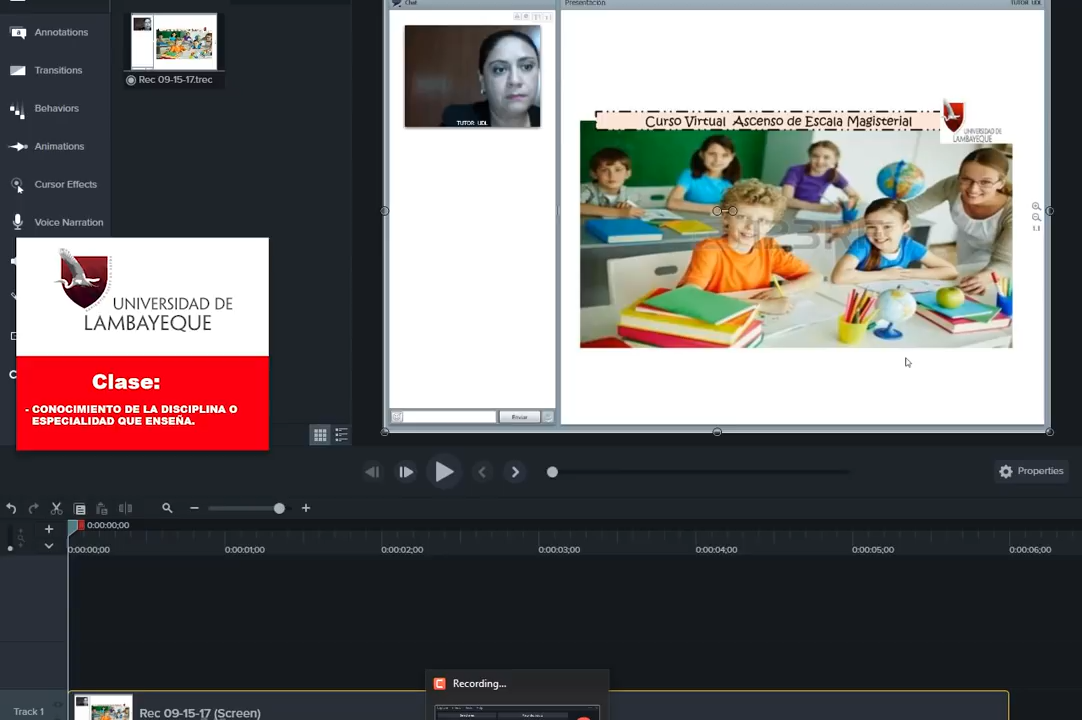 Chat
Presentación
TUTOR UDL
Annotations
Transitions
Behaviors
Animations
Cursor Effects
Voice Narration
Rec 09-15-17.trec
TUTOR UDL
Curso Virtual Ascenso de Escala Magisterial
UNIVERSIDAD DE
LAMBAYEQUE
1:1
UNIVERSIDAD DE
LAMBAYEQUE
Clase:
- CONOCIMIENTO DE LA DISCIPLINA O
ESPECIALIDAD QUE ENSEÑA.
Enviar
Properties
0:00:00;00
0:00:00;00
0:00:01;00
0:00:02;00
0:00:03;00
0:00:04;00
0:00:05;00
0:00:06;00
Recording...
Track 1
Rec 09-15-17 (Screen)